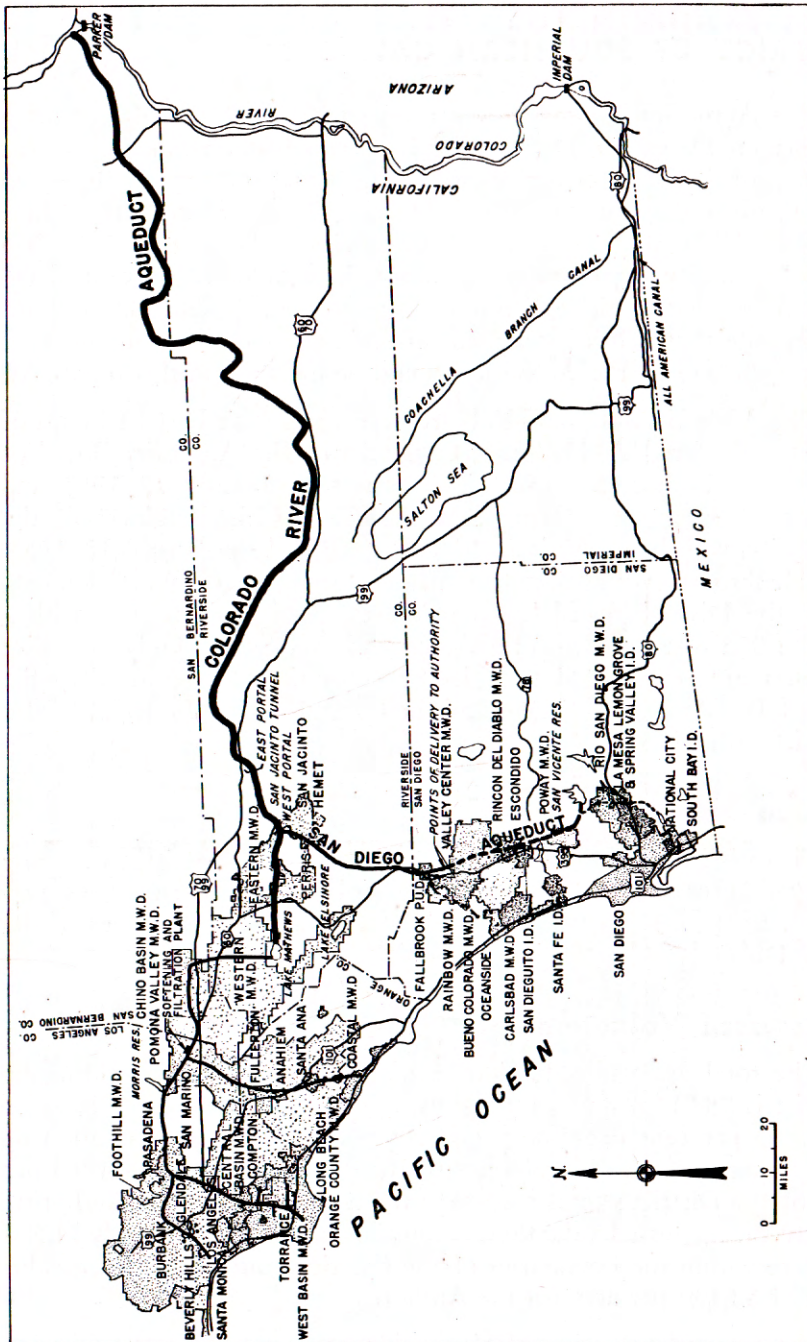 PARKER DAM
AQUEDUCT
RIVER
ARIZONA
IMPERIAL DAM
COLORADO
CALIFORNIA
60
70
80
COACHELLA BRANCH CANAL
ALL AMERICAN CANAL
99
SALTON SEA
CO.
CO.
SAN BERNARDINO
RIVERSIDE
COLORADO RIVER
99
CO.
CO.
IMPERIAL CO.
SAN DIEGO CO.
MEXICO
78
80
EAST PORTAL
SAN JACINTO TUNNEL
WEST PORTAL
SAN JACINTO
HEMET
PERRIS
EASTERN M.W.D.
RIVERSIDE
SAN DIEGO
POINTS OF DELIVERY TO AUTHORITY
VALLEY CENTER M.W.D.
RINCON DEL DIABLO M.W.D.
ESCONDIDO
POWAY M.W.D.
SAN VICENTE RES.
RIO SAN DIEGO M.W.D.
LA MESA LEMON GROVE
& SPRING VALLEY I.D.
NATIONAL CITY
SOUTH BAY I.D.
SAN DIEGO AQUEDUCT
395
101
70
99
60
LAKE MATHEWS
LAKE ELSINORE
WESTERN
FALLBROOK P.U.D.
RAINBOW M.W.D.
BUENO COLORADO M.W.D.
OCEANSIDE
CARLSBAD M.W.D.
SAN DIEGUITO I.D.
SANTA FE I.D.
SAN DIEGO
ORANGE CO.
LOS ANGELES CO.
SAN BERNARDINO CO.
CHINO BASIN M.W.D.
MORRIS RES.
POMONA VALLEY M.W.D.
SOFTENING AND
FILTRATION PLANT
FOOTHILL M.W.D.
PASADENA
SAN MARINO
GLENDALE
BURBANK
99
BEVERLY HILLS
LOS ANGELES
SANTA MONICA
CENTRAL
BASIN M.W.D.
COMPTON
FULLERTON M.W.D.
ANAHIEM
SANTA ANA
101
COASTAL M.W.D.
TORRANCE
WEST BASIN M.W.D.
LONG BEACH
ORANGE COUNTY M.W.D.
PACIFIC OCEAN
N
0 10 20
MILES